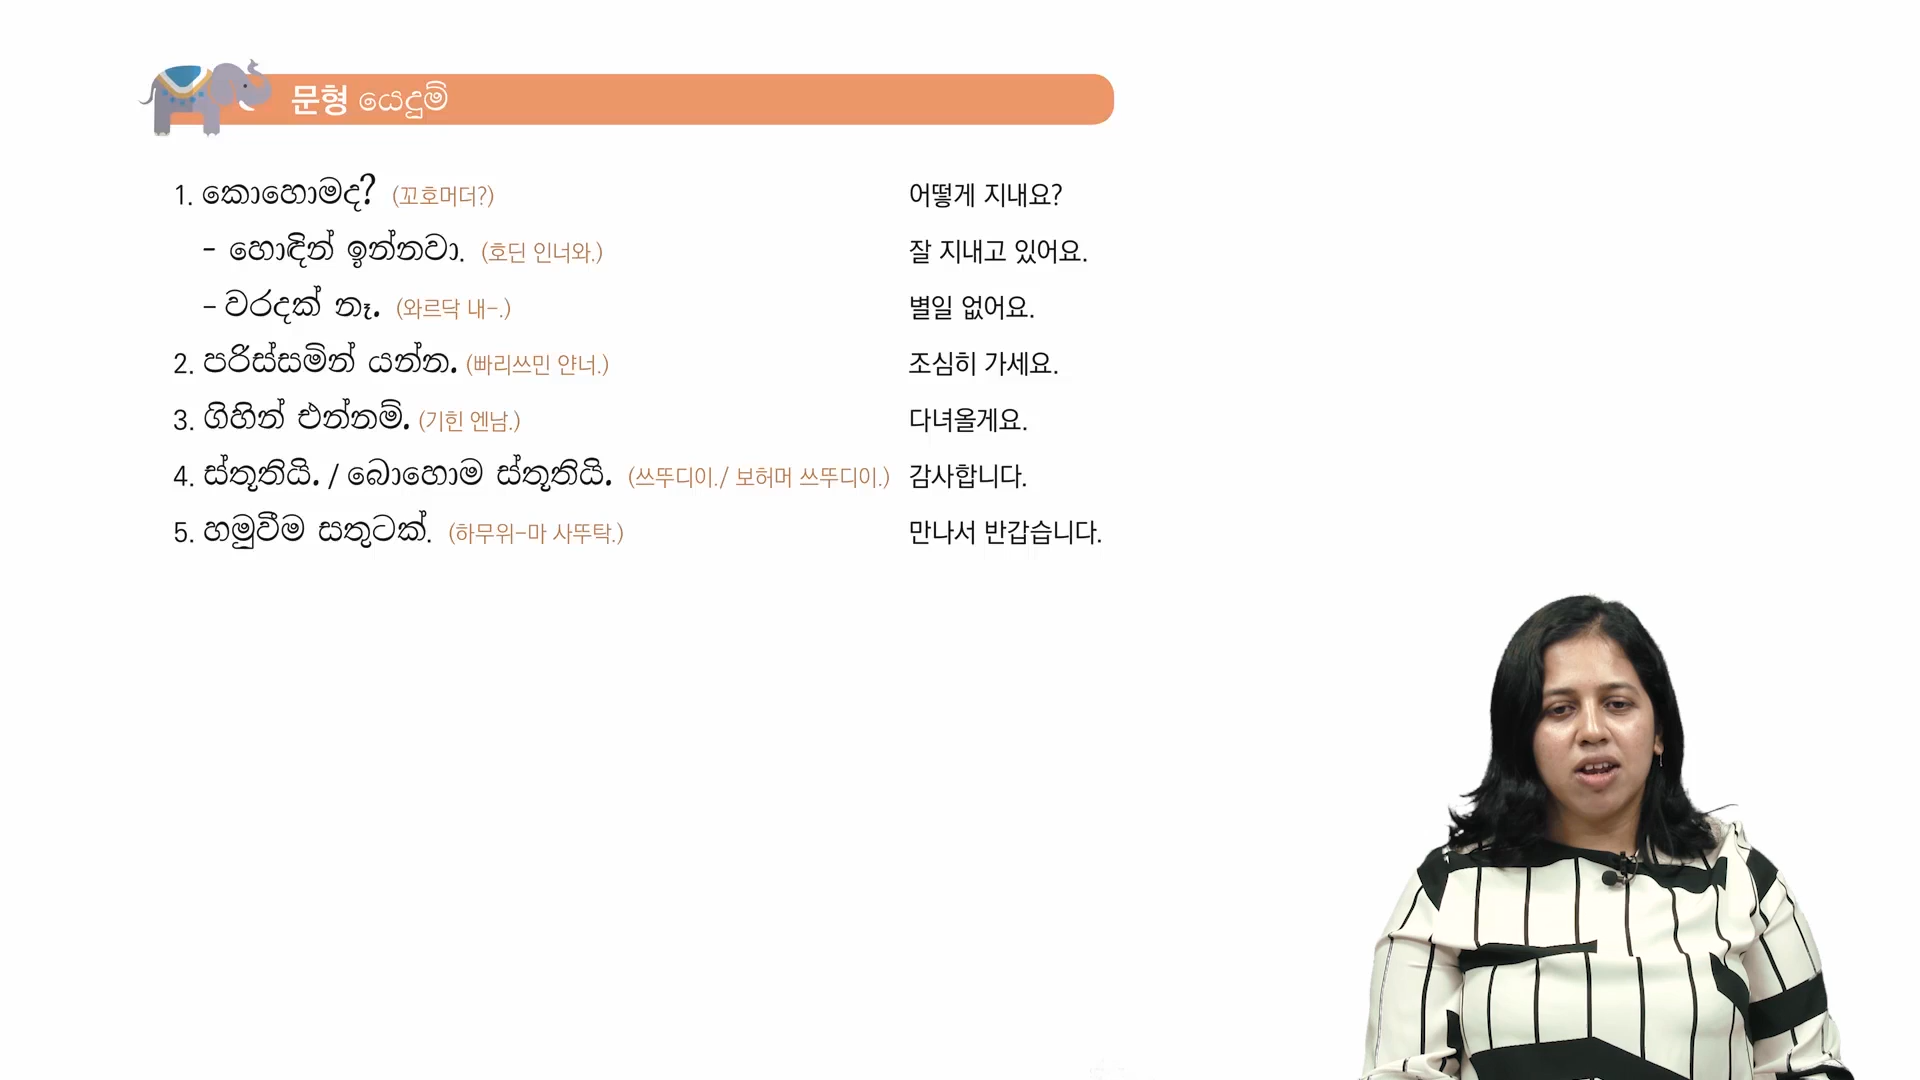 문형 යෙදුම්
1. කොහොමද? (꼬호머더?) 어떻게 지내요?
- හොඳින් ඉන්නවා. (호딘 인너와.) 잘 지내고 있어요.
- වරදක් නෑ. (와르닥 내-.) 별일 없어요.
2. පරිස්සමින් යන්න. (빠리쓰민 얀너.) 조심히 가세요.
3. ගිහින් එන්නම්. (기힌 엔남.) 다녀올게요.
4. ස්තූතියි. / බොහොම ස්තූතියි. (쓰뚜디이./ 보허머 쓰뚜디이.) 감사합니다.
5. හමුවීම සතුටක්. (하무위-마 사뚜탁.) 만나서 반갑습니다.